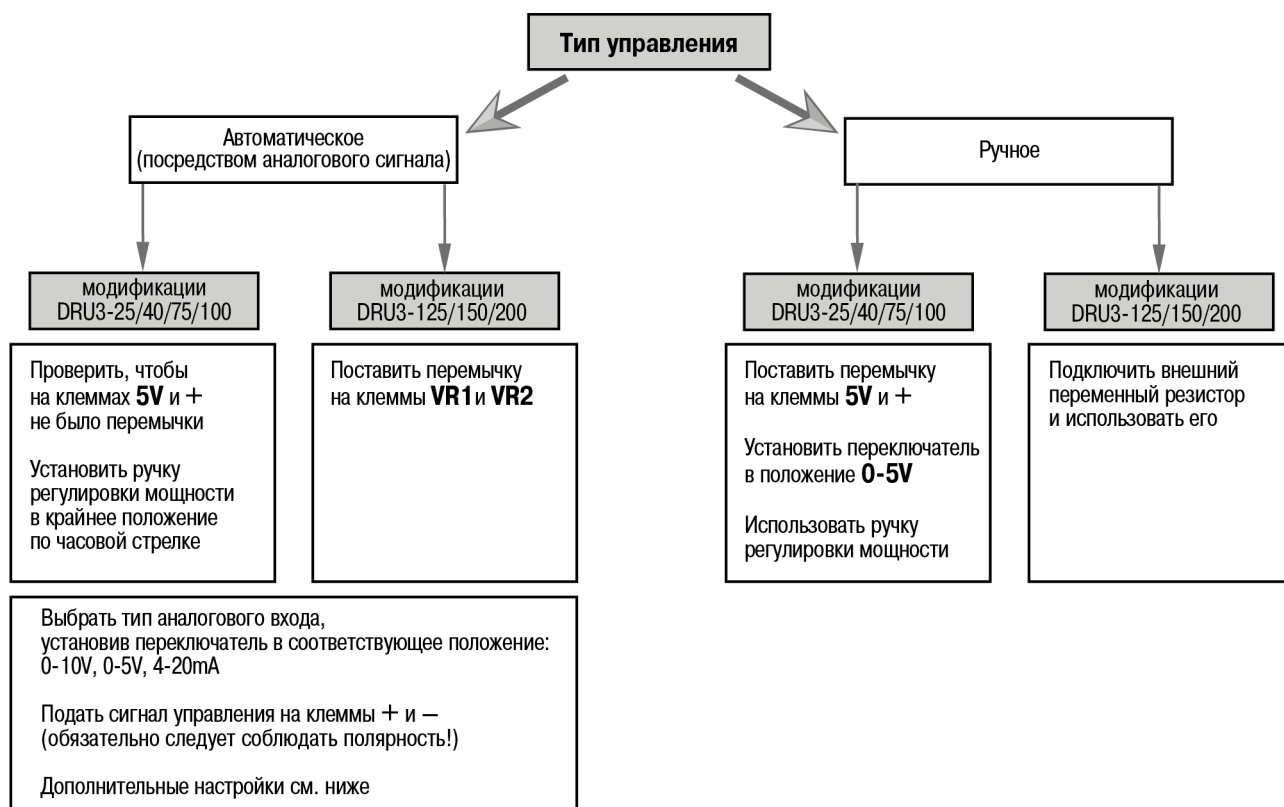 Тип управления
Автоматическое
(посредством аналогового сигнала)
Ручное
модификации
DRU3-25/40/75/100
модификации
DRU3-125/150/200
модификации
DRU3-25/40/75/100
модификации
DRU3-125/150/200
Проверить, чтобы
на клеммах 5V и +
не было перемычки
Установить ручку
регулировки мощности
в крайнее положение
по часовой стрелке
Поставить перемычку
на клеммы VR1 и VR2
Поставить перемычку
на клеммы 5V и +
Установить переключатель
в положение 0-5V
Использовать ручку
регулировки мощности
Подключить внешний
переменный резистор
и использовать его
Выбрать тип аналогового входа,
установив переключатель в соответствующее положение:
0-10V, 0-5V, 4-20mA
Подать сигнал управления на клеммы + и −
(обязательно следует соблюдать полярность!)
Дополнительные настройки см. ниже